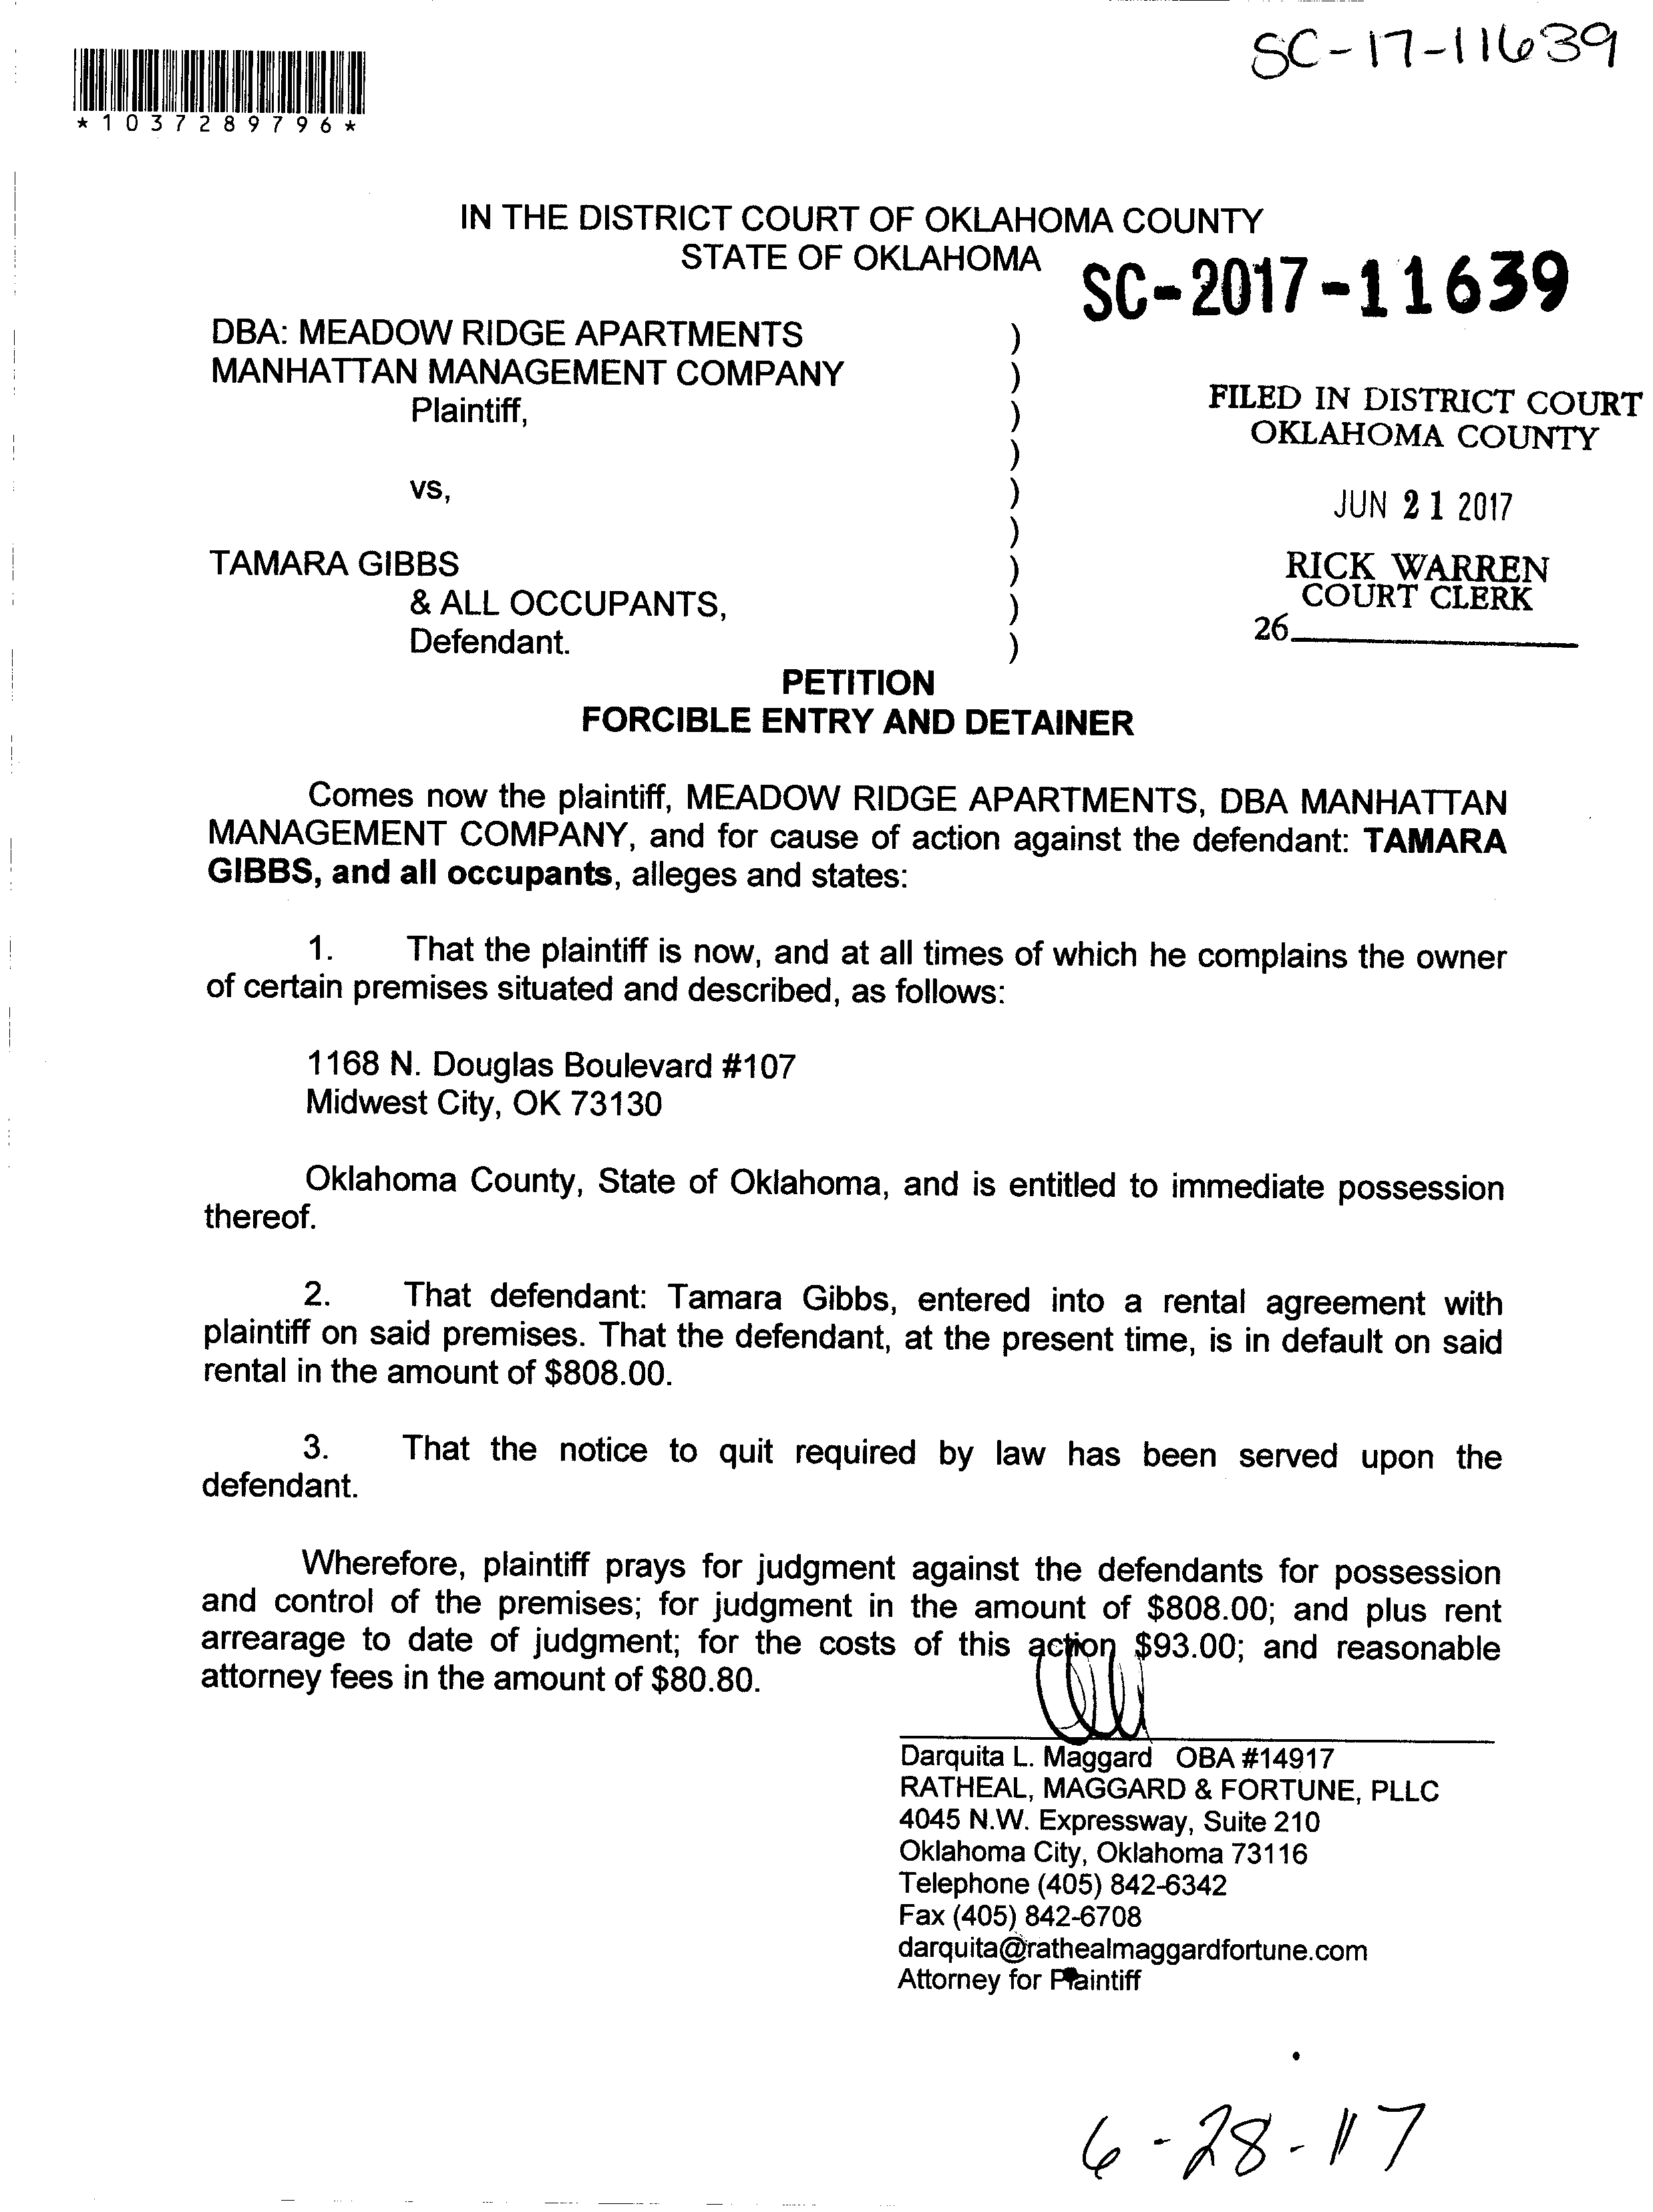 SC-17-11639
*1037289796*
IN THE DISTRICT COURT OF OKLAHOMA COUNTY
STATE OF OKLAHOMA
SC-2017-11639
DBA: MEADOW RIDGE APARTMENTS )
MANHATTAN MANAGEMENT COMPANY )
Plaintiff, )
)
vs, )
)
TAMARA GIBBS )
& ALL OCCUPANTS, )
Defendant. )
FILED IN DISTRICT COURT
OKLAHOMA COUNTY
JUN 21 2017
RICK WARREN
COURT CLERK
26
PETITION
FORCIBLE ENTRY AND DETAINER
Comes now the plaintiff, MEADOW RIDGE APARTMENTS, DBA MANHATTAN
MANAGEMENT COMPANY, and for cause of action against the defendant: TAMARA
GIBBS, and all occupants, alleges and states:
1. That the plaintiff is now, and at all times of which he complains the owner
of certain premises situated and described, as follows:
1168 N. Douglas Boulevard #107
Midwest City, OK 73130
Oklahoma County, State of Oklahoma, and is entitled to immediate possession
thereof.
2. That defendant: Tamara Gibbs, entered into a rental agreement with
plaintiff on said premises. That the defendant, at the present time, is in default on said
rental in the amount of $808.00.
3. That the notice to quit required by law has been served upon the
defendant.
Wherefore, plaintiff prays for judgment against the defendants for possession
and control of the premises; for judgment in the amount of $808.00; and plus rent
arrearage to date of judgment; for the costs of this action $93.00; and reasonable
attorney fees in the amount of $80.80.
Darquita L. Maggard OBA #14917
RATHEAL, MAGGARD & FORTUNE, PLLC
4045 N.W. Expressway, Suite 210
Oklahoma City, Oklahoma 73116
Telephone (405) 842-6342
Fax (405) 842-6708
darquita@rathealmaggardfortune.com
Attorney for Plaintiff
6-28-17